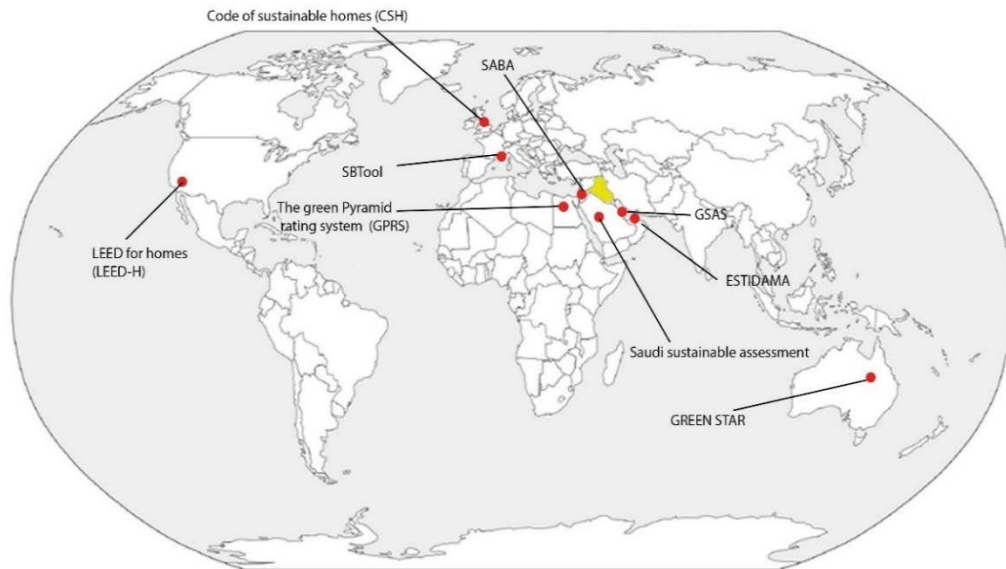 Code of sustainable homes (CSH)
SABA
SBTool
The green Pyramid
rating system (GPRS)
GSAS
LEED for homes
(LEED-H)
ESTIDAMA
Saudi sustainable assessment
GREEN STAR